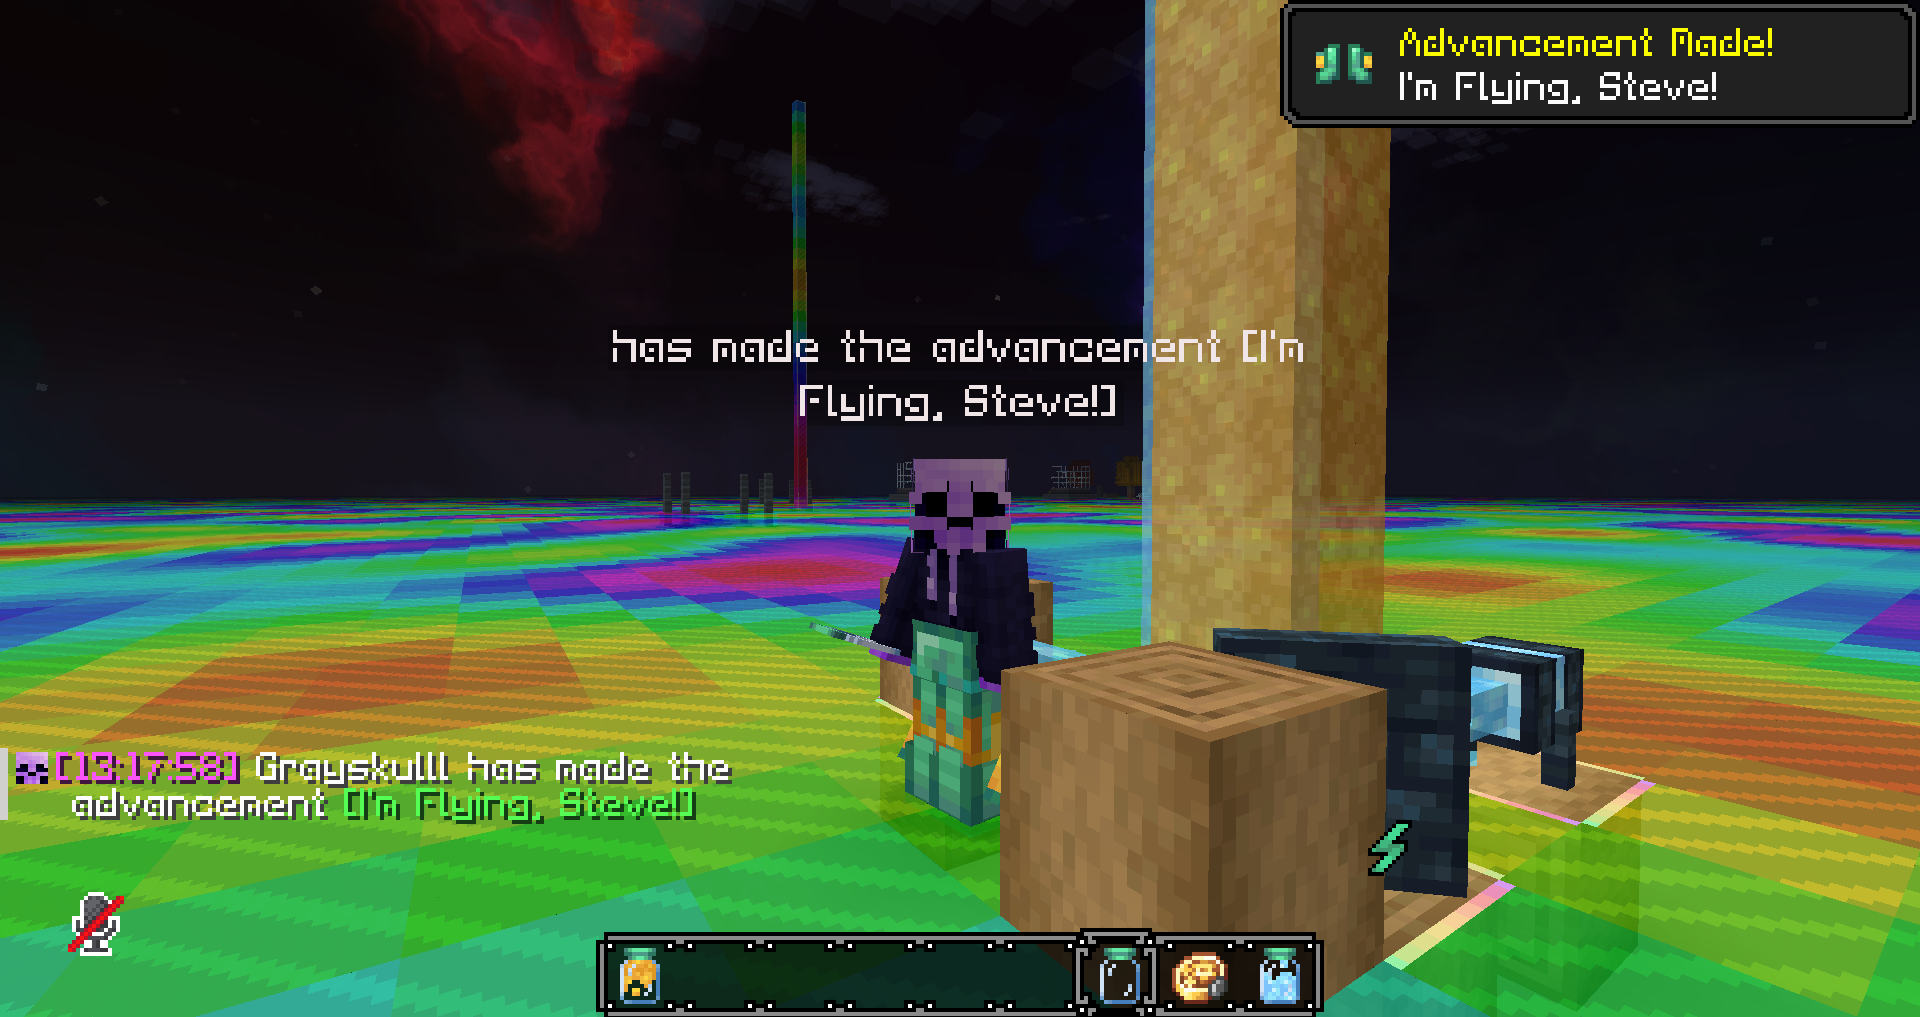 Advancement Made!
I'm Flying, Steve!
has made the advancement [I'm
Flying, Steve!]
[13:17:58] Grayskulll has made the
advancement [I'm Flying, Steve!]